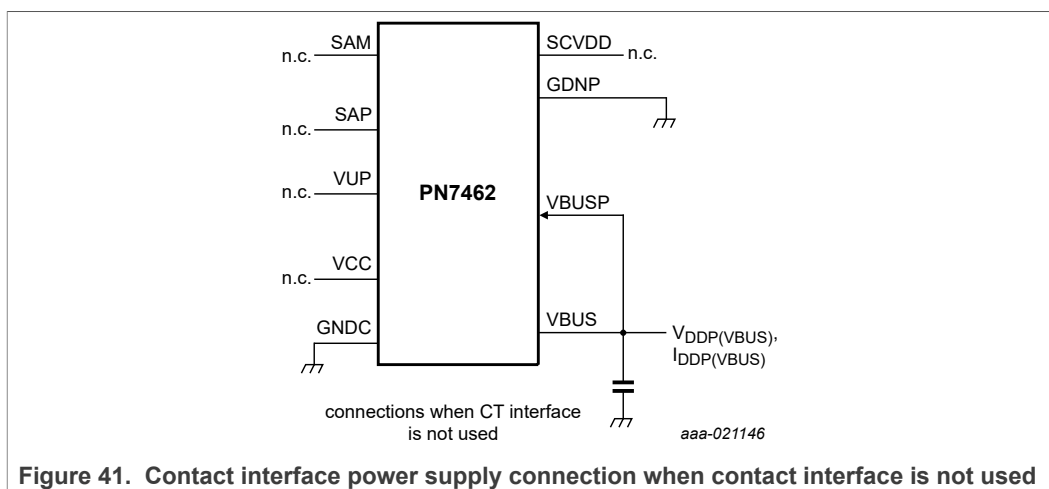 SAM
n.c.
SCVDD
n.c.
GDNP
SAP
n.c.
VUP
n.c.
PN7462
VBUSP
VCC
n.c.
GNDC
VBUS
VDDP(VBUS),
IDDP(VBUS)
connections when CT interface
is not used
aaa-021146
Figure 41. Contact interface power supply connection when contact interface is not used